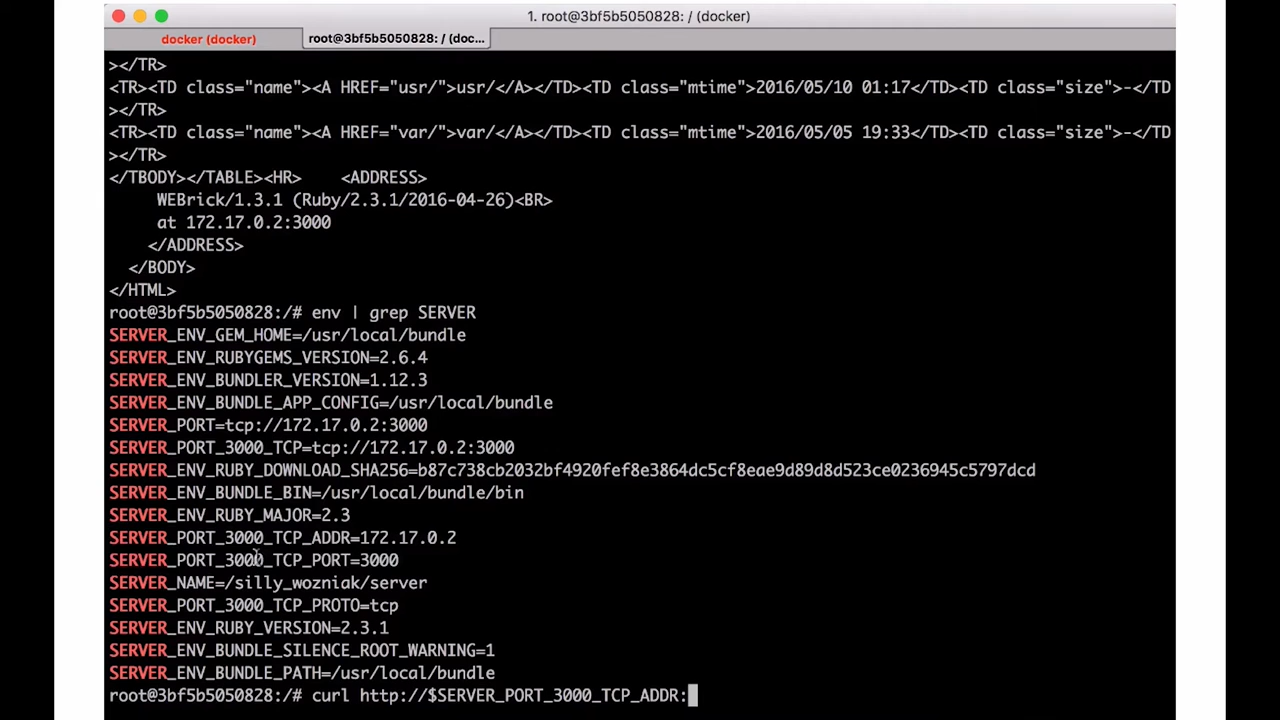 1. root@3bf5b5050828: / (docker)
docker (docker)
root@3bf5b5050828: / (doc...
></TR>
<TR><TD class="name"><A HREF="usr/">usr/</A></TD><TD class="mtime">2016/05/10 01:17</TD><TD class="size">-</TD
></TR>
<TR><TD class="name"><A HREF="var/">var/</A></TD><TD class="mtime">2016/05/05 19:33</TD><TD class="size">-</TD
></TR>
</TBODY></TABLE><HR>    <ADDRESS>
     WEBrick/1.3.1 (Ruby/2.3.1/2016-04-26)<BR>
     at 172.17.0.2:3000
    </ADDRESS>
  </BODY>
</HTML>
root@3bf5b5050828:/# env | grep SERVER
SERVER_ENV_GEM_HOME=/usr/local/bundle
SERVER_ENV_RUBYGEMS_VERSION=2.6.4
SERVER_ENV_BUNDLER_VERSION=1.12.3
SERVER_ENV_BUNDLE_APP_CONFIG=/usr/local/bundle
SERVER_PORT=tcp://172.17.0.2:3000
SERVER_PORT_3000_TCP=tcp://172.17.0.2:3000
SERVER_ENV_RUBY_DOWNLOAD_SHA256=b87c738cb2032bf4920fef8e3864dc5cf8eae9d89d8d523ce0236945c5797dcd
SERVER_ENV_BUNDLE_BIN=/usr/local/bundle/bin
SERVER_ENV_RUBY_MAJOR=2.3
SERVER_PORT_3000_TCP_ADDR=172.17.0.2
SERVER_PORT_3000_TCP_PORT=3000
SERVER_NAME=/silly_wozniak/server
SERVER_PORT_3000_TCP_PROTO=tcp
SERVER_ENV_RUBY_VERSION=2.3.1
SERVER_ENV_BUNDLE_SILENCE_ROOT_WARNING=1
SERVER_ENV_BUNDLE_PATH=/usr/local/bundle
root@3bf5b5050828:/# curl http://$SERVER_PORT_3000_TCP_ADDR: